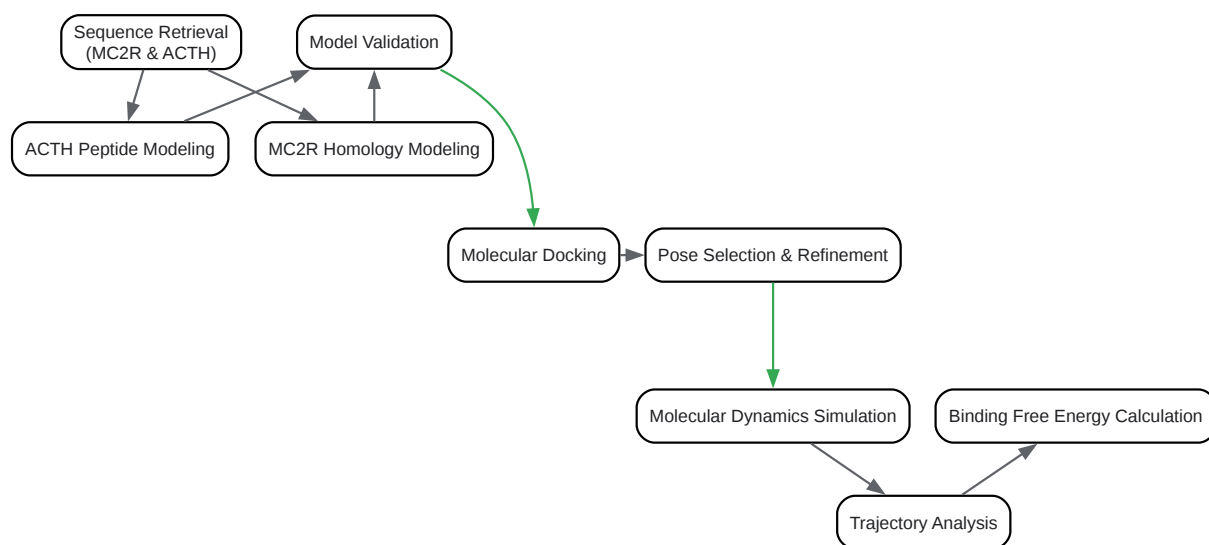 Sequence Retrieval
(MC2R & ACTH)
Model Validation
ACTH Peptide Modeling
MC2R Homology Modeling
Molecular Docking
Pose Selection & Refinement
Molecular Dynamics Simulation
Binding Free Energy Calculation
Trajectory Analysis